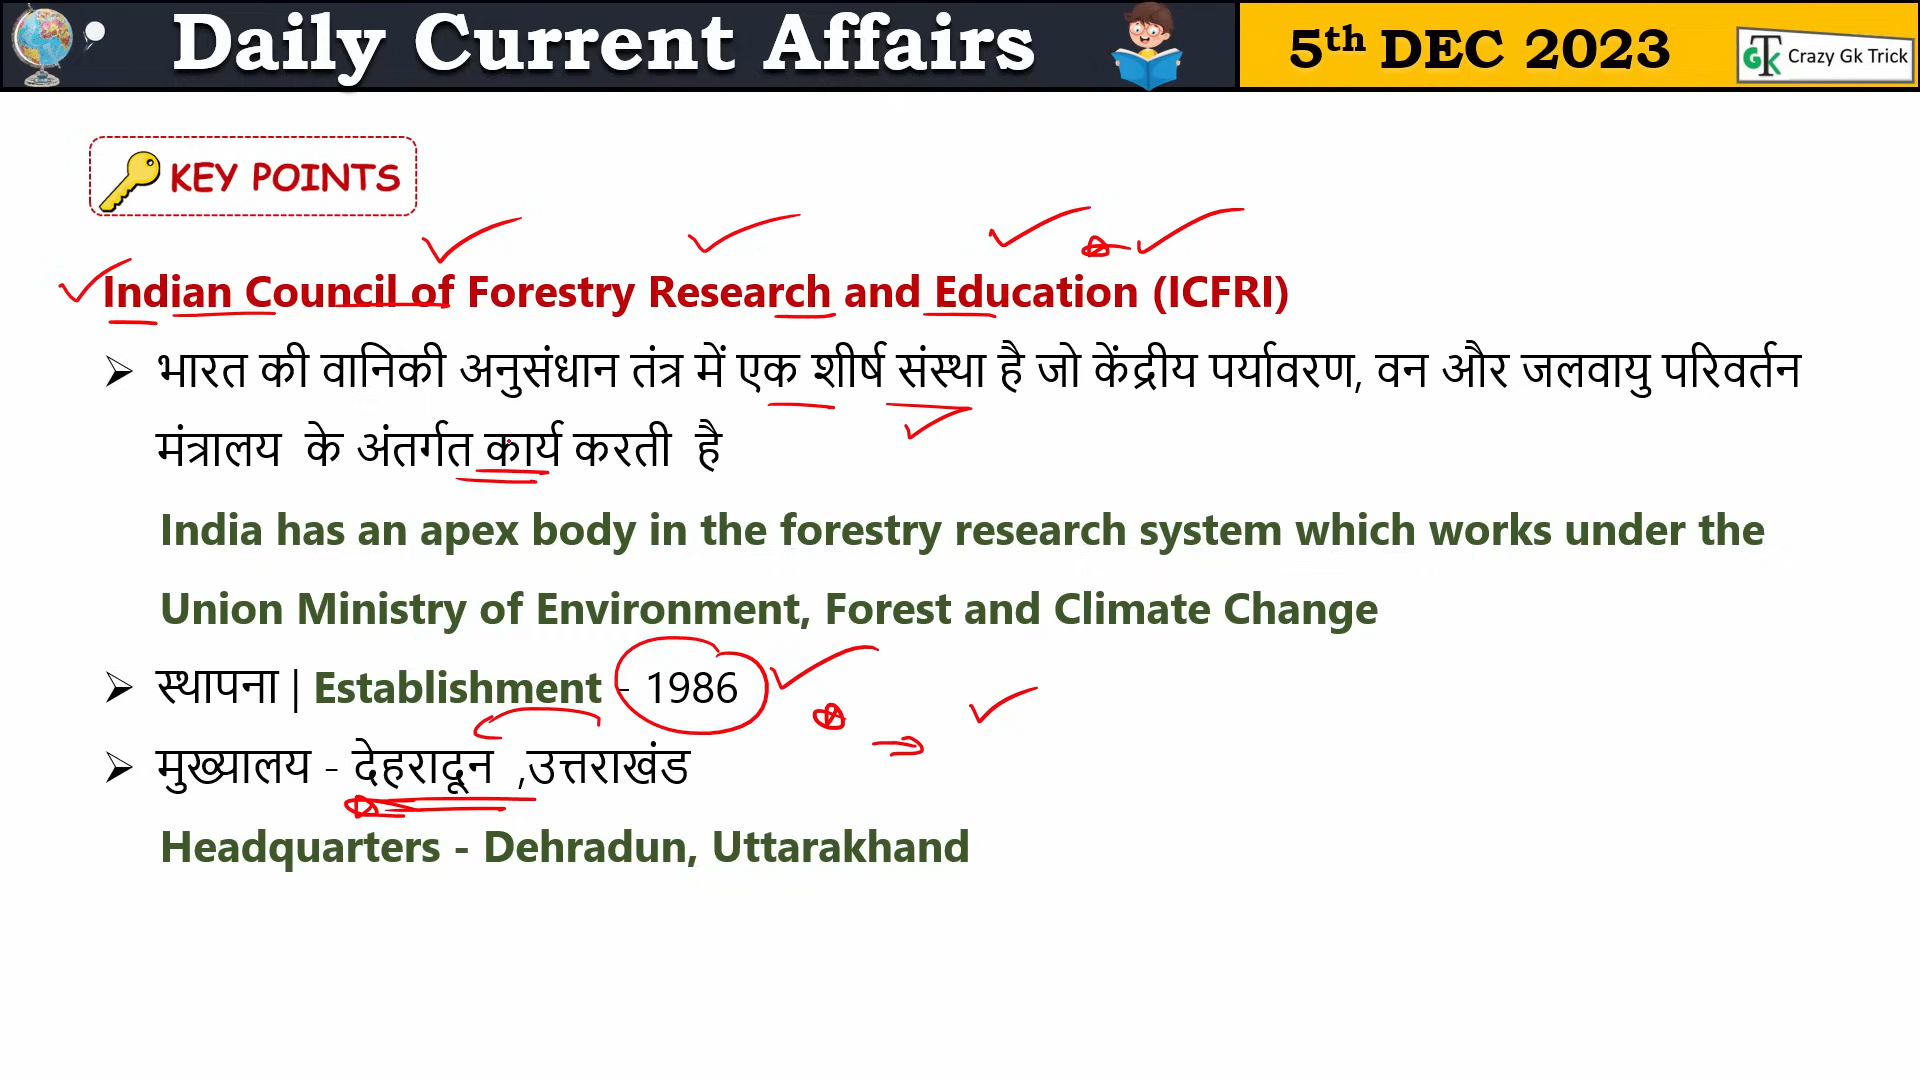 Daily Current Affairs
5th DEC 2023
GTK Crazy Gk Trick
KEY POINTS
Indian Council of Forestry Research and Education (ICFRI)
भारत की वानिकी अनुसंधान तंत्र में एक शीर्ष संस्था है जो केंद्रीय पर्यावरण, वन और जलवायु परिवर्तन
मंत्रालय के अंतर्गत कार्य करती है
India has an apex body in the forestry research system which works under the
Union Ministry of Environment, Forest and Climate Change
स्थापना | Establishment - 1986
मुख्यालय - देहरादून ,उत्तराखंड
Headquarters - Dehradun, Uttarakhand